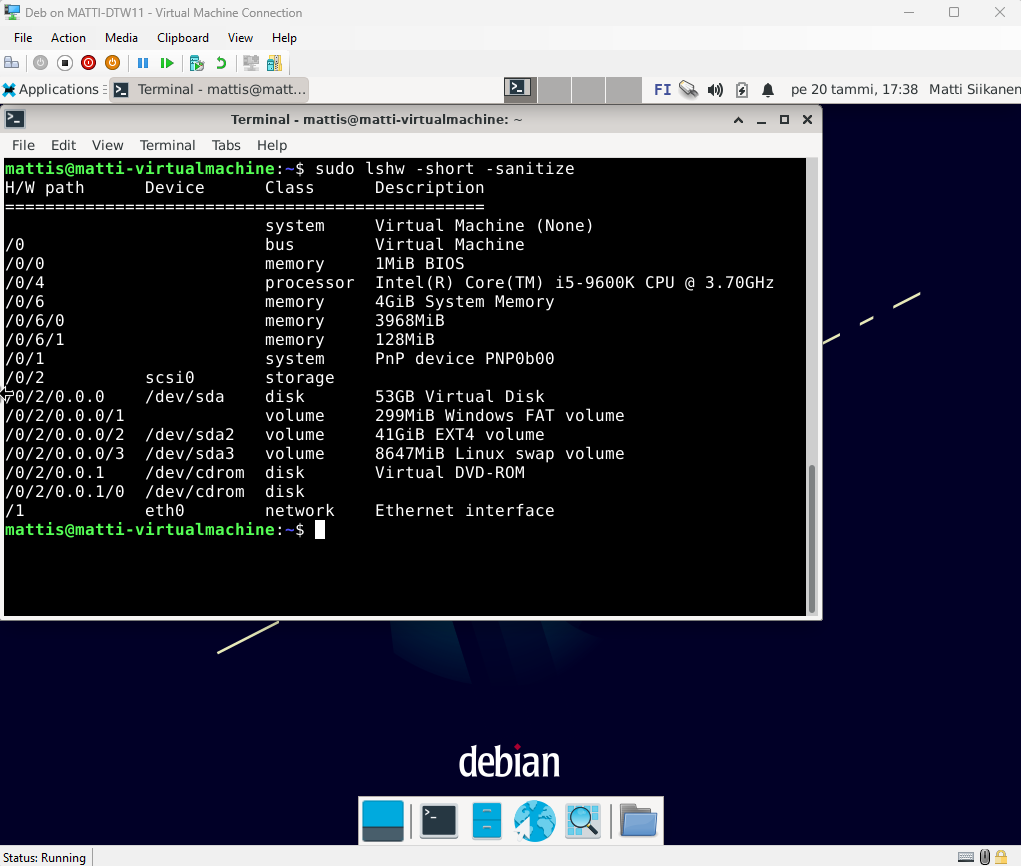 Deb on MATTI-DTW11 - Virtual Machine Connection
File Action Media Clipboard View Help
Applications Terminal - mattis@matt... FI pe 20 tammi, 17:38 Matti Siikanen
Terminal - mattis@matti-virtualmachine: ~
File Edit View Terminal Tabs Help
mattis@matti-virtualmachine:~$ sudo lshw -short -sanitize
H/W path Device Class Description
================================================
system Virtual Machine (None)
/0 bus Virtual Machine
/0/0 memory 1MiB BIOS
/0/4 processor Intel(R) Core(TM) i5-9600K CPU @ 3.70GHz
/0/6 memory 4GiB System Memory
/0/6/0 memory 3968MiB
/0/6/1 memory 128MiB
/0/1 system PnP device PNP0b00
/0/2 scsi0 storage
/0/2/0.0.0 /dev/sda disk 53GB Virtual Disk
/0/2/0.0.0/1 volume 299MiB Windows FAT volume
/0/2/0.0.0/2 /dev/sda2 volume 41GiB EXT4 volume
/0/2/0.0.0/3 /dev/sda3 volume 8647MiB Linux swap volume
/0/2/0.0.1 /dev/cdrom disk Virtual DVD-ROM
/0/2/0.0.1/0 /dev/cdrom disk
/1 eth0 network Ethernet interface
mattis@matti-virtualmachine:~$
debian
Status: Running